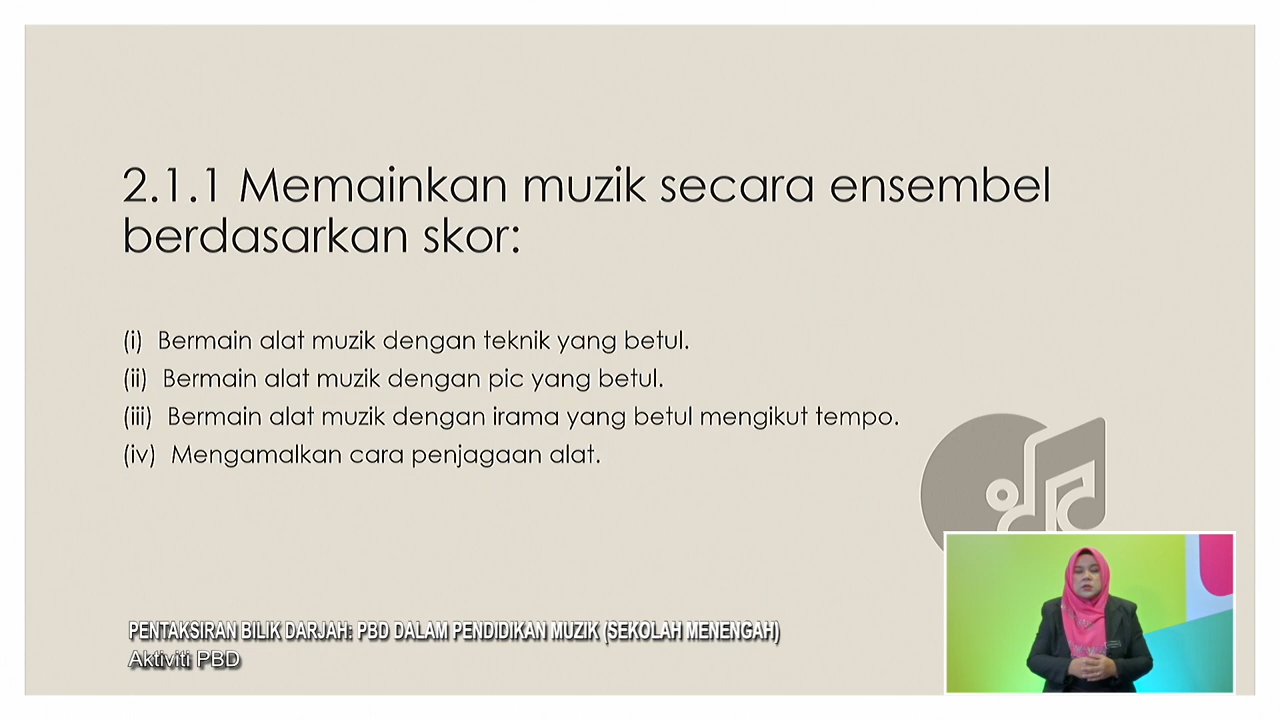 2.1.1 Memainkan muzik secara ensembel
berdasarkan skor:
(i) Bermain alat muzik dengan teknik yang betul.
(ii) Bermain alat muzik dengan pic yang betul.
(iii) Bermain alat muzik dengan irama yang betul mengikut tempo.
(iv) Mengamalkan cara penjagaan alat.
PENTAKSIRAN BILIK DARJAH: PBD DALAM PENDIDIKAN MUZIK (SEKOLAH MENENGAH)
Aktiviti PBD